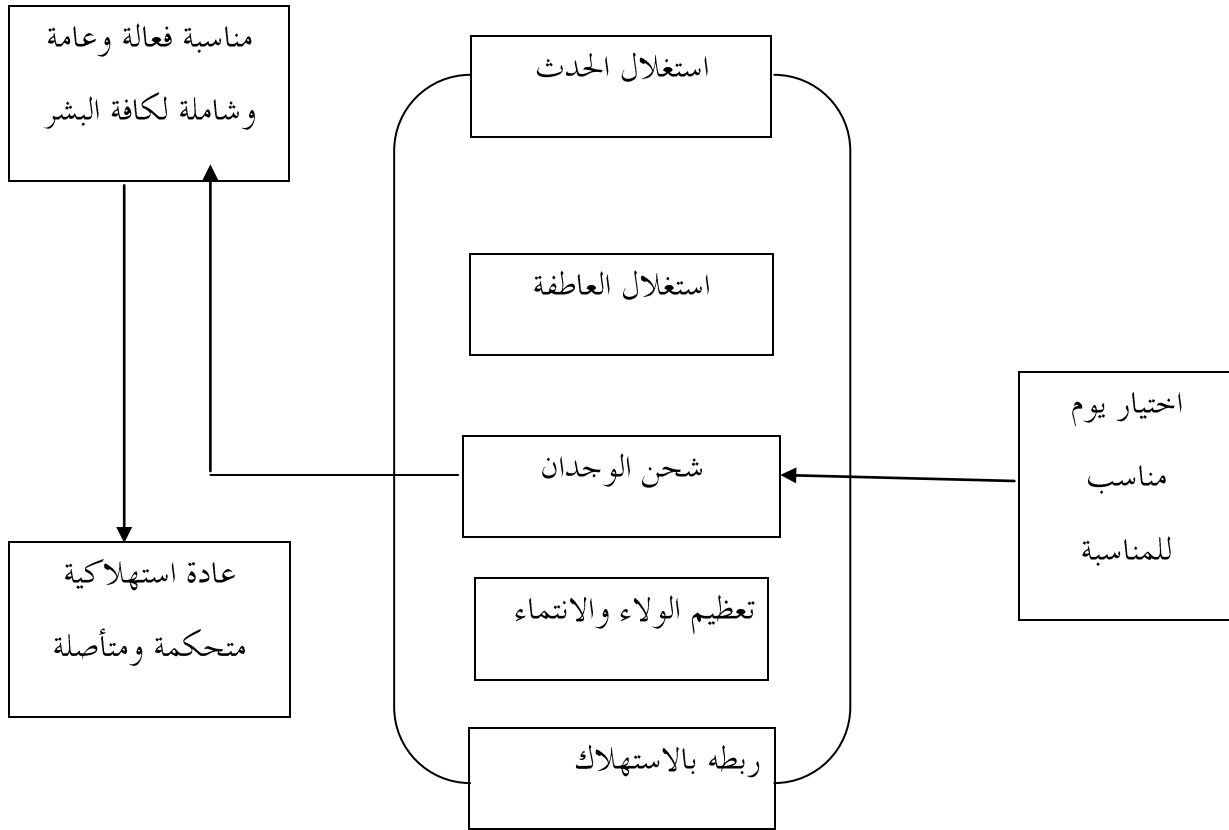 اختيار يوم
مناسب
للمناسبة
استغلال الحدث
استغلال العاطفة
شحن الوجدان
تعظيم الولاء والانتماء
ربطه بالاستهلاك
مناسبة فعالة وعامة
وشاملة لكافة البشر
عادة استهلاكية
متحكمة ومتأصلة